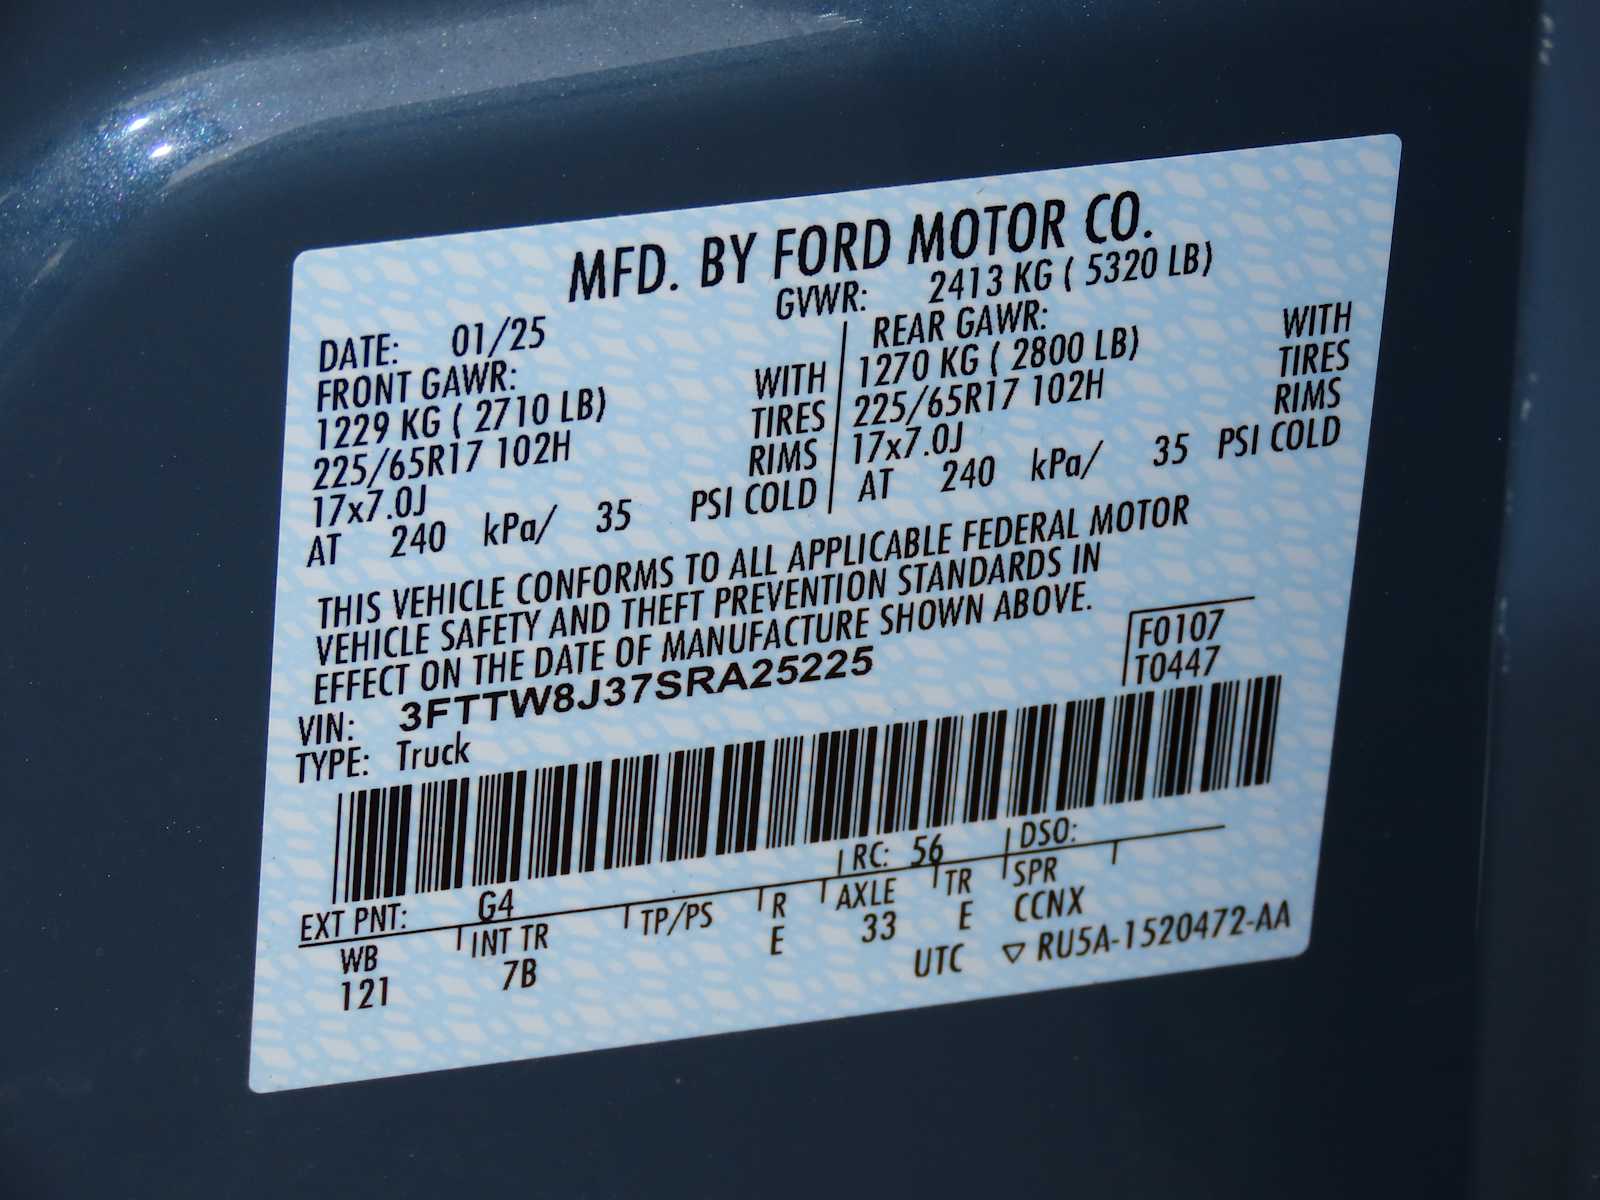 MFD. BY FORD MOTOR CO.
DATE: 01/25 GVWR: 2413 KG ( 5320 LB)
FRONT GAWR: REAR GAWR:
1229 KG ( 2710 LB) WITH 1270 KG ( 2800 LB) WITH
225/65R17 102H TIRES 225/65R17 102H TIRES
17x7.0J RIMS 17x7.0J RIMS
AT 240 kPa/ 35 PSI COLD AT 240 kPa/ 35 PSI COLD
THIS VEHICLE CONFORMS TO ALL APPLICABLE FEDERAL MOTOR
VEHICLE SAFETY AND THEFT PREVENTION STANDARDS IN
EFFECT ON THE DATE OF MANUFACTURE SHOWN ABOVE.
VIN: 3FTTW8J37SRA25225 F0107
TYPE: Truck T0447
EXT PNT: G4 RC: 56 DSO:
WB INT TR TP/PS R AXLE TR SPR
121 7B E 33 E CCNX
UTC ▽ RU5A-1520472-AA